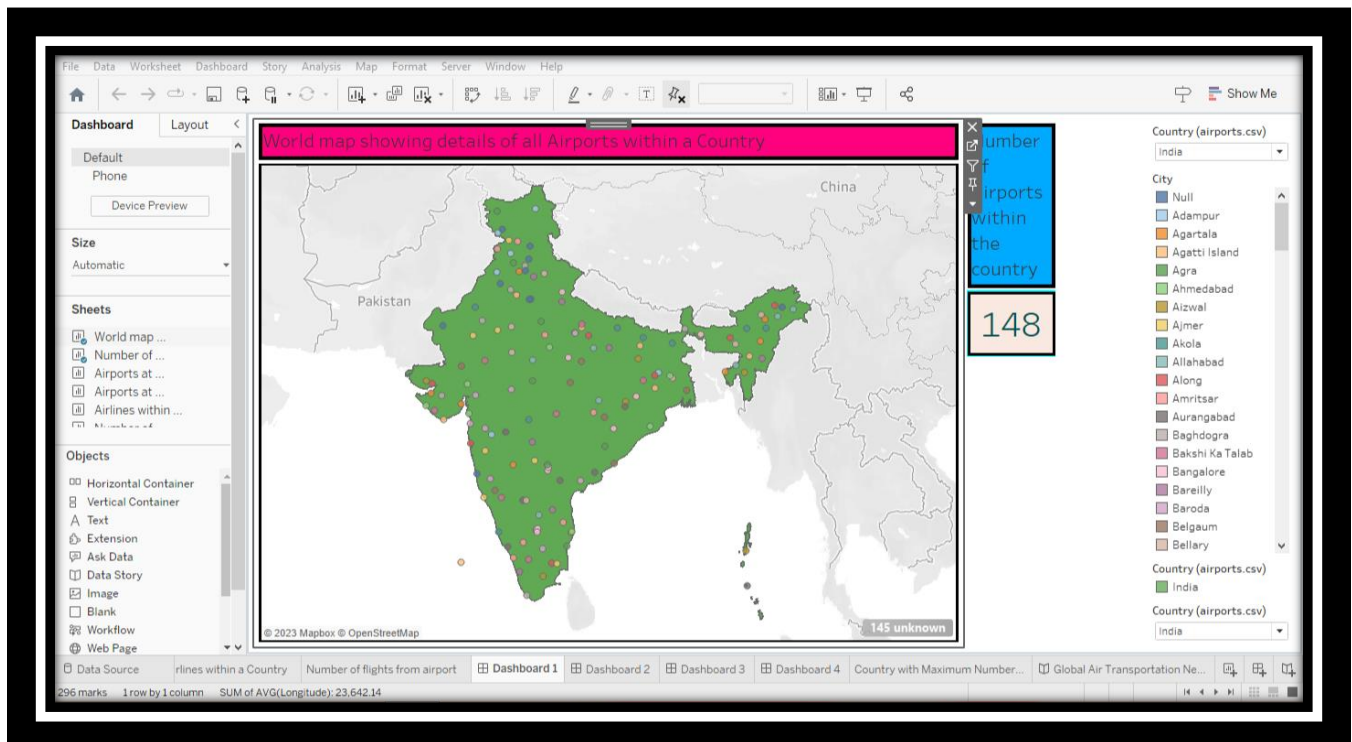 File Data Worksheet Dashboard Story Analysis Map Format Server Window Help
Show Me
Dashboard Layout
Default
Phone
Device Preview
Size
Automatic
Sheets
World map ...
Number of ...
Airports at ...
Airports at ...
Airlines within ...
Objects
Horizontal Container
Vertical Container
Text
Extension
Ask Data
Data Story
Image
Blank
Workflow
Web Page
World map showing details of all Airports within a Country
China
Pakistan
© 2023 Mapbox © OpenStreetMap
145 unknown
umber
f
irports
within
the
country
148
Country (airports.csv)
India
City
Null
Adampur
Agartala
Agatti Island
Agra
Ahmedabad
Aizwal
Ajmer
Akola
Allahabad
Along
Amritsar
Aurangabad
Baghdogra
Bakshi Ka Talab
Bangalore
Bareilly
Baroda
Belgaum
Bellary
Country (airports.csv)
India
Country (airports.csv)
India
Data Source rlines within a Country Number of flights from airport Dashboard 1 Dashboard 2 Dashboard 3 Dashboard 4 Country with Maximum Number... Global Air Transportation Ne...
296 marks 1 row by 1 column SUM of AVG(Longitude): 23,642.14